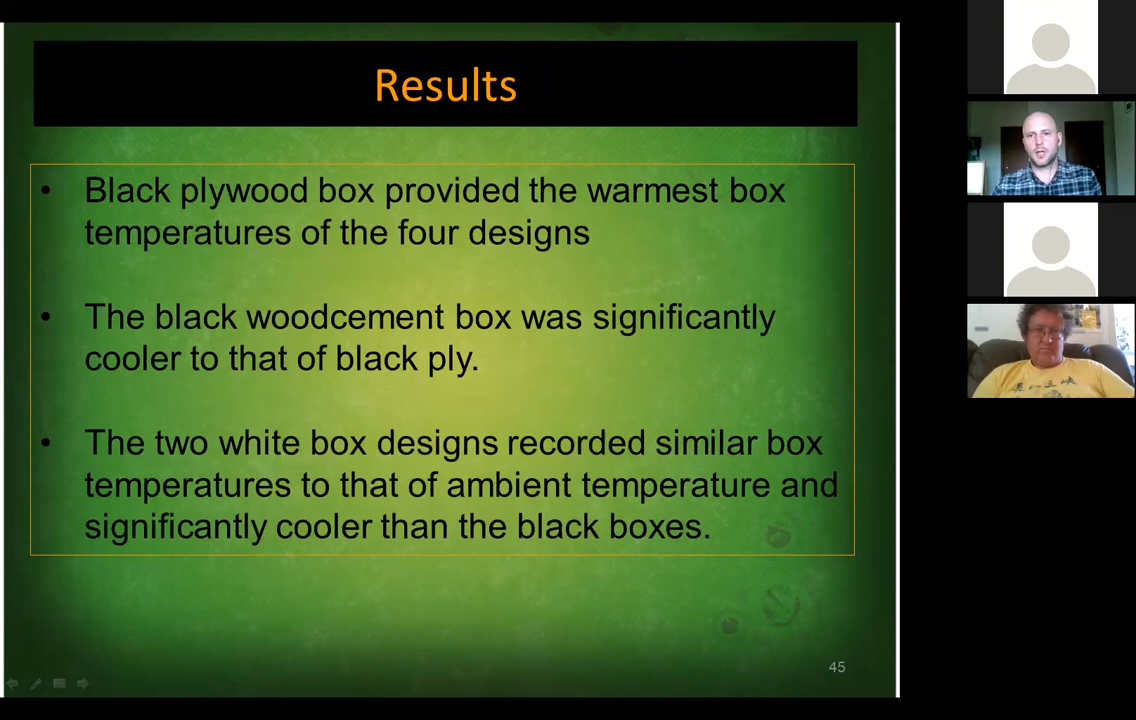 Results
• Black plywood box provided the warmest box
temperatures of the four designs
• The black woodcement box was significantly
cooler to that of black ply.
• The two white box designs recorded similar box
temperatures to that of ambient temperature and
significantly cooler than the black boxes.
45